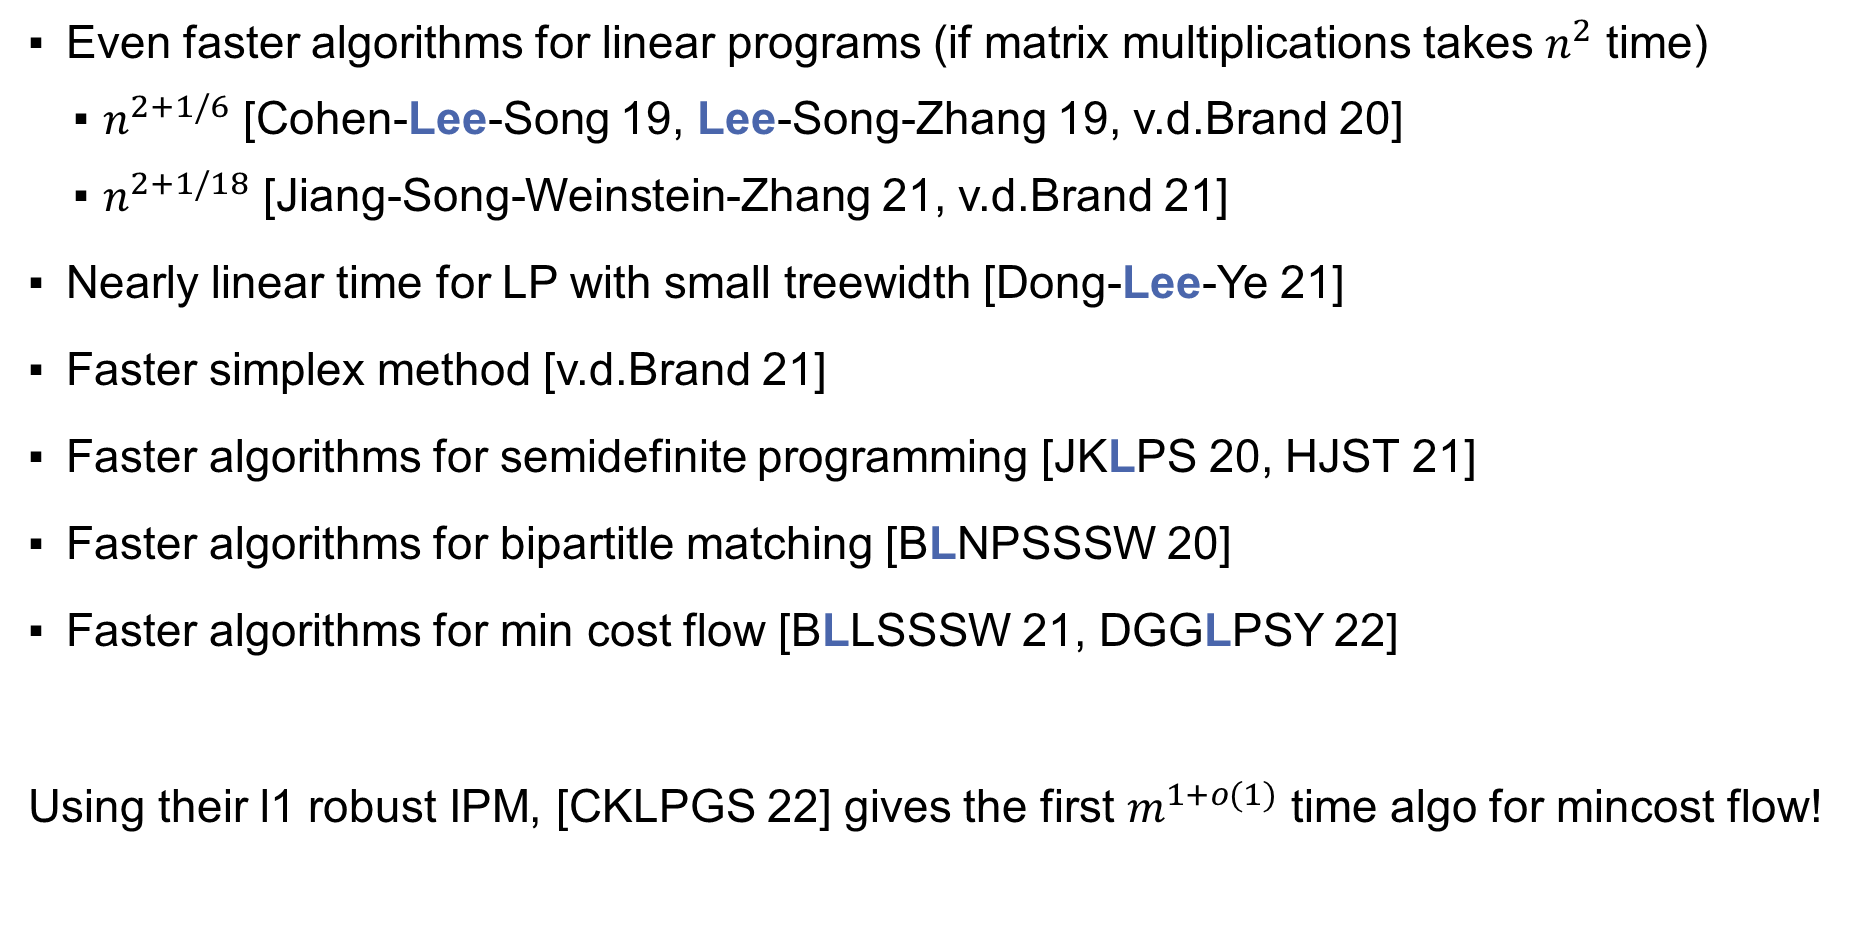 ▪ Even faster algorithms for linear programs (if matrix multiplications takes n² time)
▪ n^{2+1/6} [Cohen-Lee-Song 19, Lee-Song-Zhang 19, v.d.Brand 20]
▪ n^{2+1/18} [Jiang-Song-Weinstein-Zhang 21, v.d.Brand 21]
▪ Nearly linear time for LP with small treewidth [Dong-Lee-Ye 21]
▪ Faster simplex method [v.d.Brand 21]
▪ Faster algorithms for semidefinite programming [JKLPS 20, HJST 21]
▪ Faster algorithms for bipartitle matching [BLNPSSSW 20]
▪ Faster algorithms for min cost flow [BLLSSSW 21, DGGLPSY 22]
Using their l1 robust IPM, [CKLPGS 22] gives the first m^{1+o(1)} time algo for mincost flow!